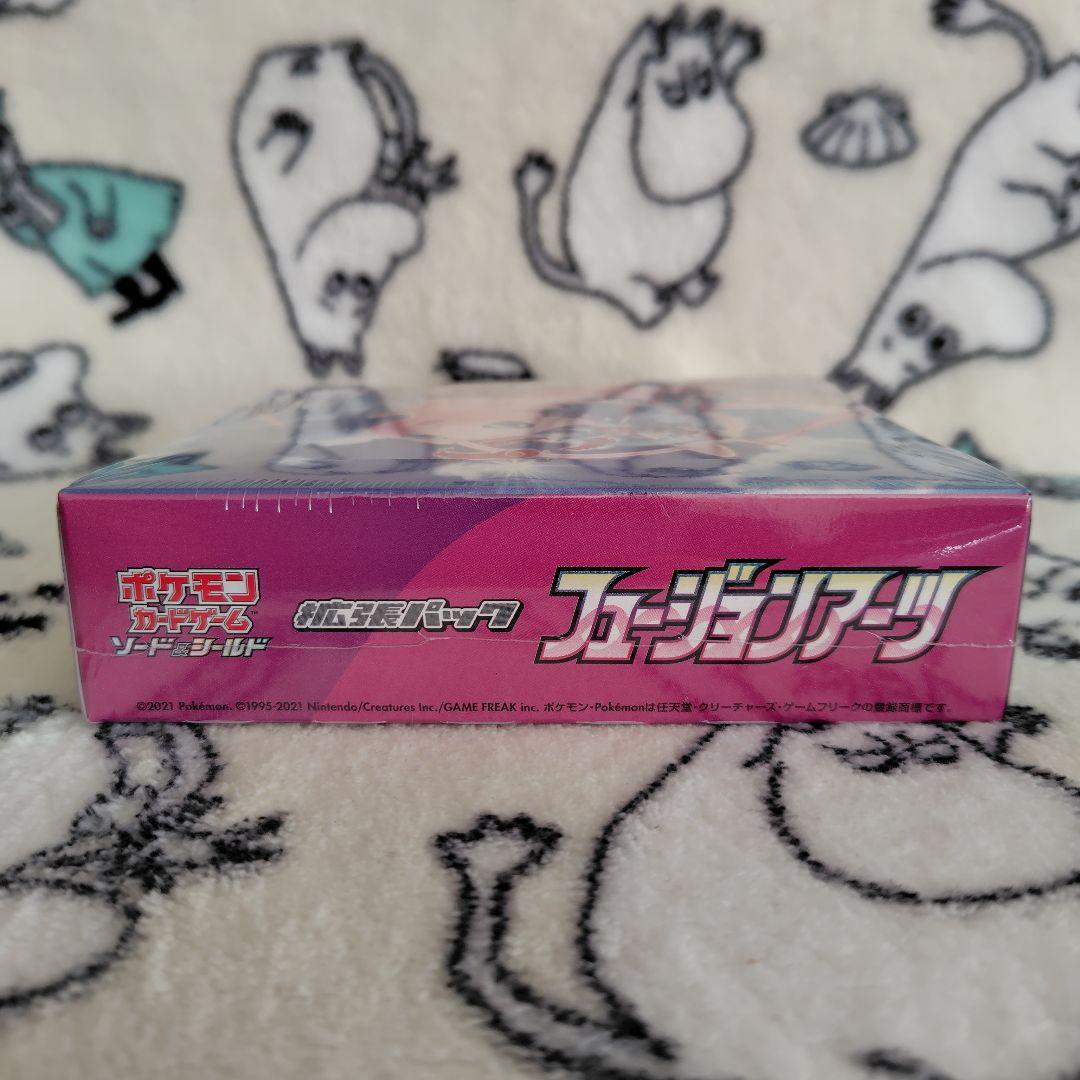 ポケモン
カードゲーム™
ソード&シールド
拡張パック
フュージョンアーツ
©2021 Pokémon. ©1995-2021 Nintendo/Creatures Inc./GAME FREAK inc. ポケモン・Pokémonは任天堂・クリーチャーズ・ゲームフリークの登録商標です。